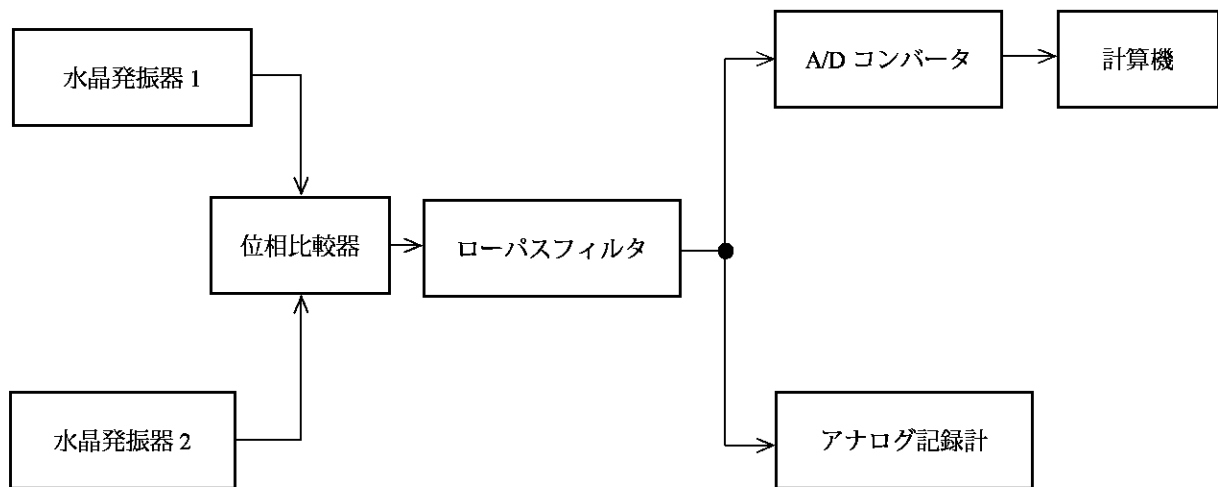 水晶発振器 1
A/D コンバータ
計算機
位相比較器
ローパスフィルタ
水晶発振器 2
アナログ記録計